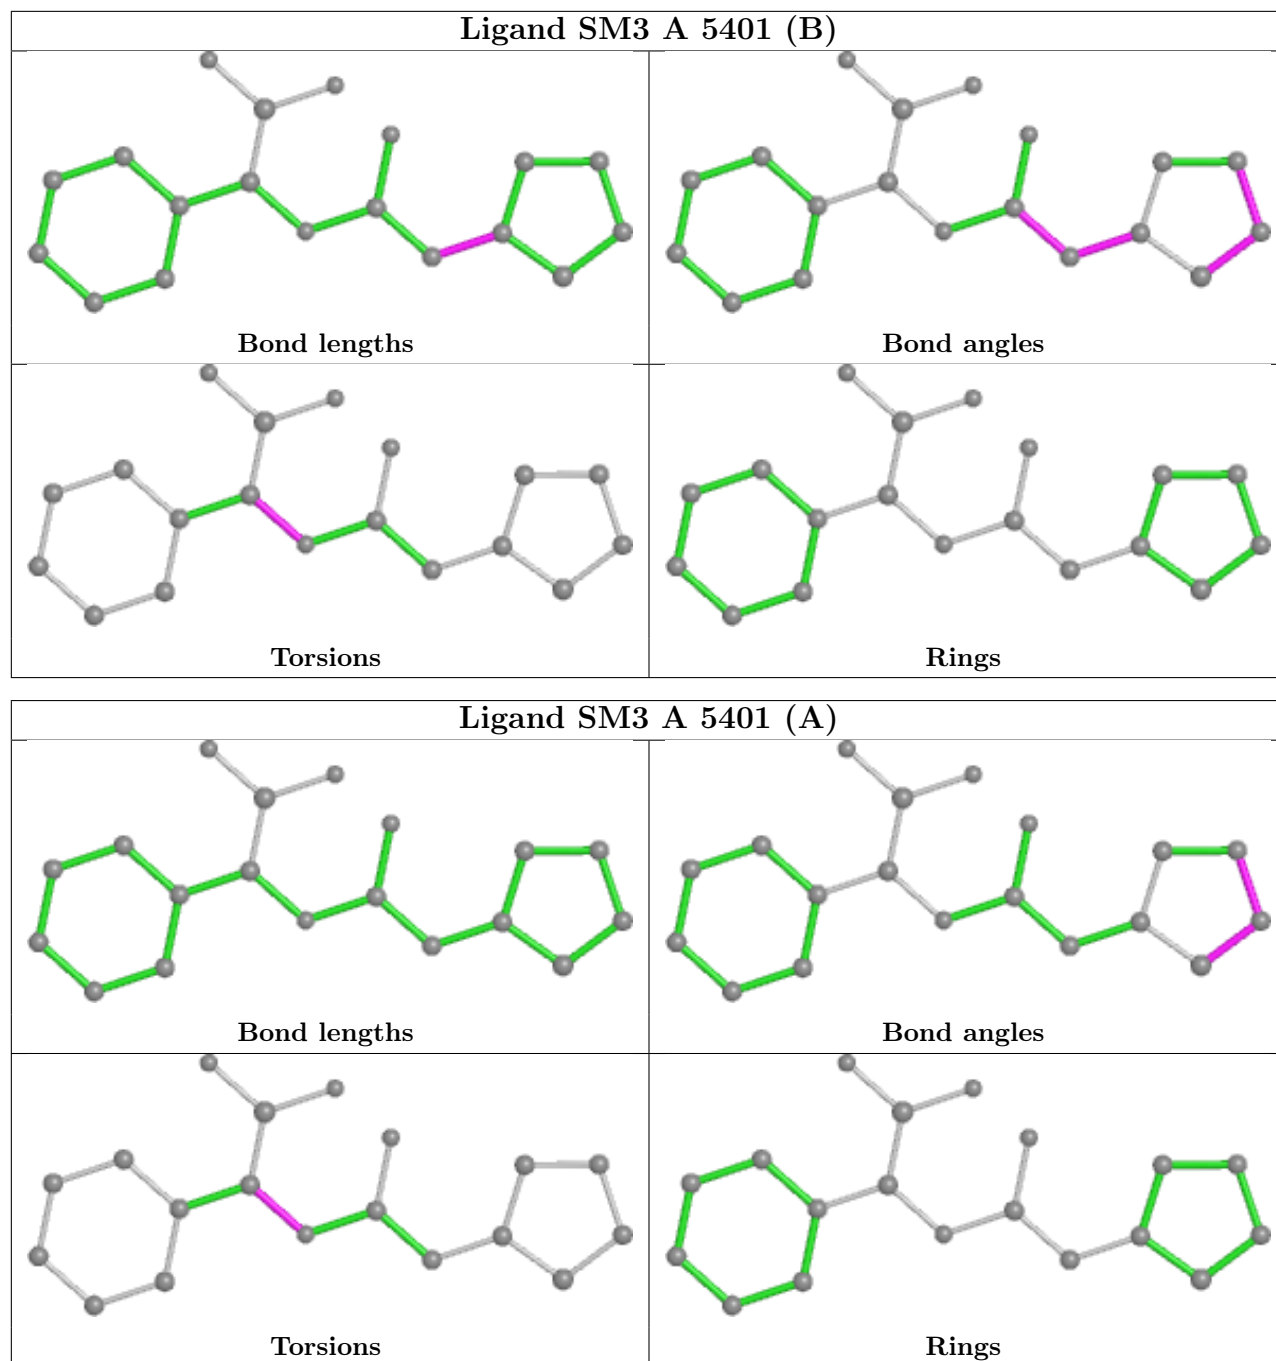 Ligand SM3 A 5401 (B)
Bond lengths
Bond angles
Torsions
Rings
Ligand SM3 A 5401 (A)
Bond lengths
Bond angles
Torsions
Rings